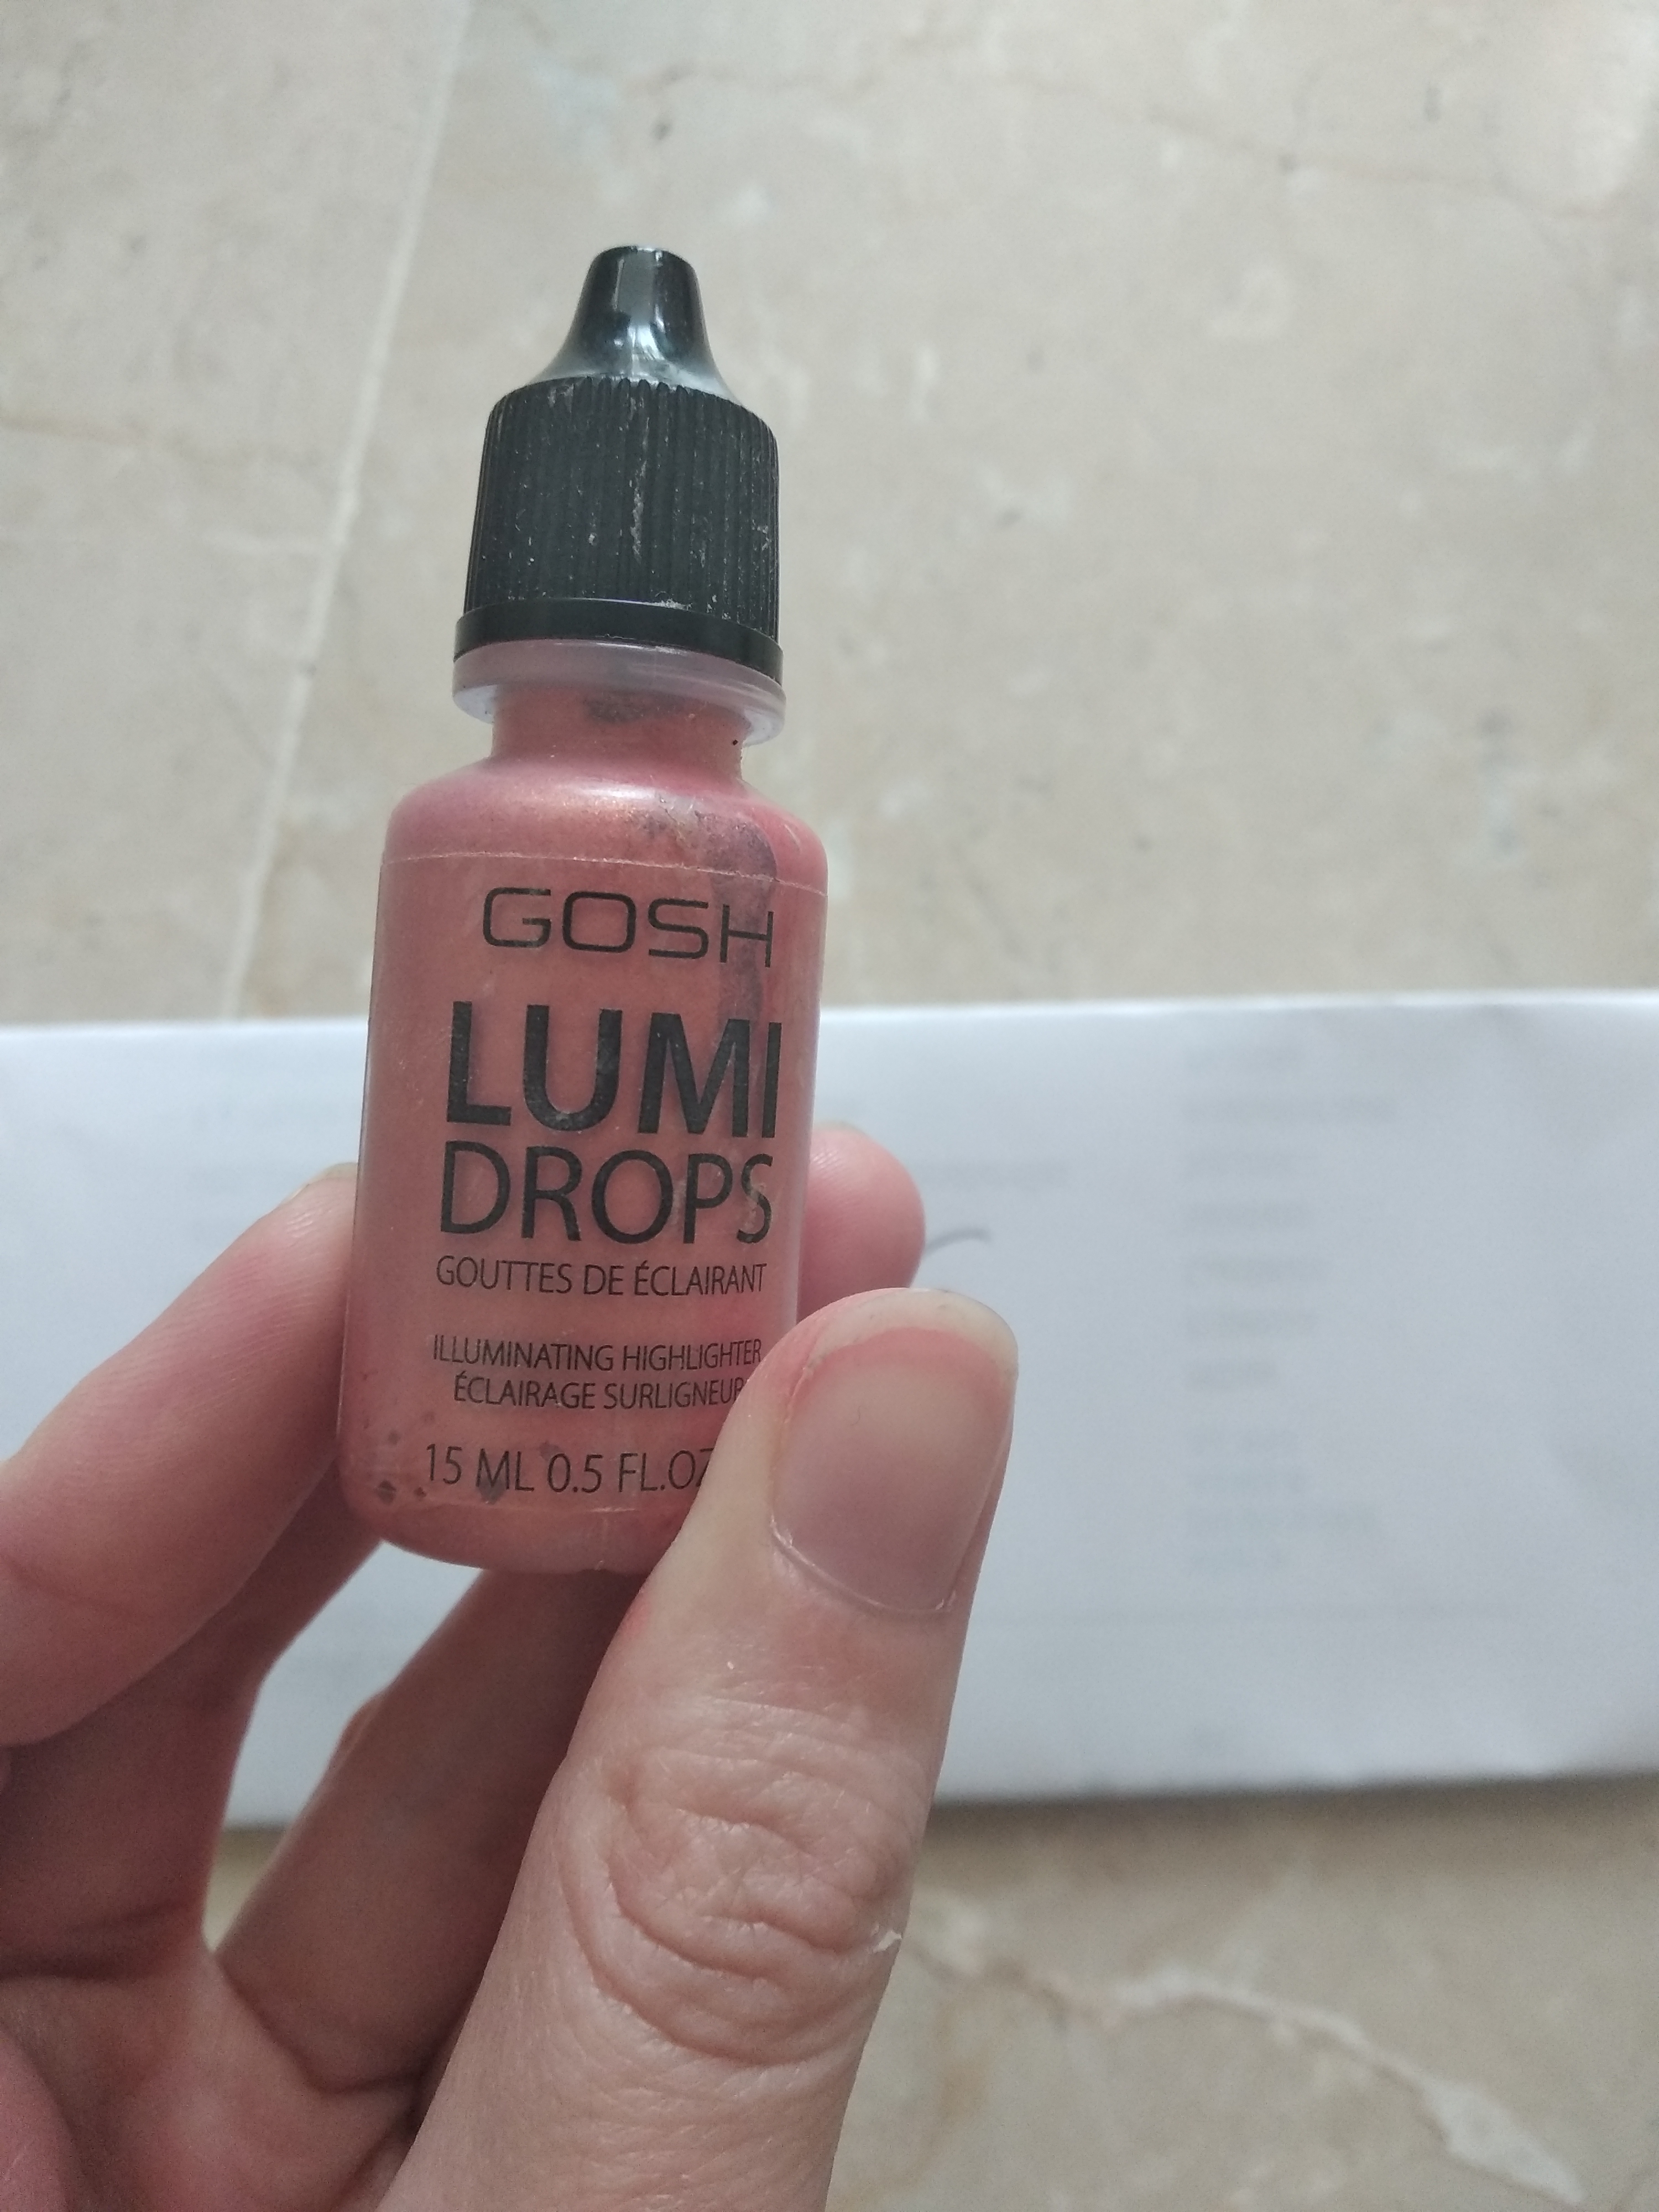 GOSH
LUMI
DROPS
GOUTTES DE ÉCLAIRANT
ILLUMINATING HIGHLIGHTER
ÉCLAIRAGE SURLIGNEUR
15 ML 0.5 FL.OZ